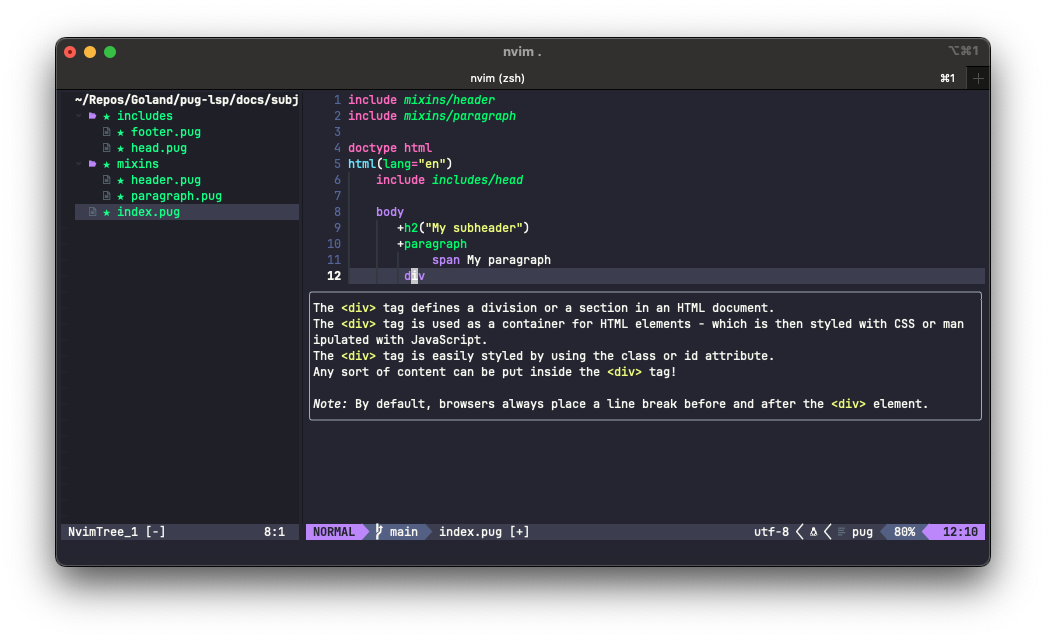 nvim .
⌥⌘1
nvim (zsh)
⌘1
~/Repos/Goland/pug-lsp/docs/subj
includes
footer.pug
head.pug
mixins
header.pug
paragraph.pug
index.pug
1 include mixins/header
2 include mixins/paragraph
3
4 doctype html
5 html(lang="en")
6 include includes/head
7
8 body
9 +h2("My subheader")
10 +paragraph
11 span My paragraph
12 div
The <div> tag defines a division or a section in an HTML document.
The <div> tag is used as a container for HTML elements - which is then styled with CSS or man
ipulated with JavaScript.
The <div> tag is easily styled by using the class or id attribute.
Any sort of content can be put inside the <div> tag!
Note: By default, browsers always place a line break before and after the <div> element.
NvimTree_1 [-] 8:1
NORMAL main index.pug [+] utf-8 pug 80% 12:10